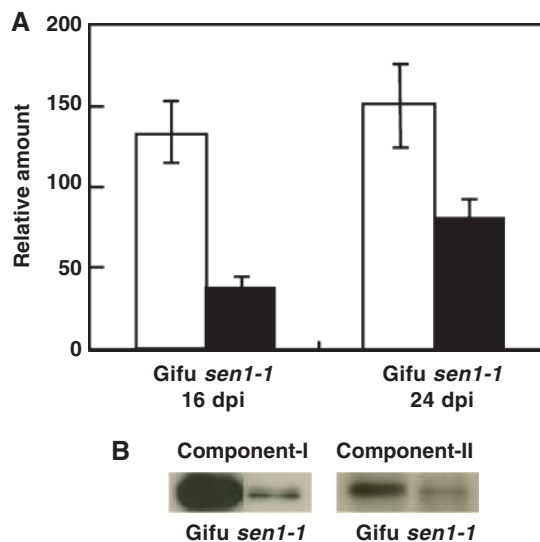 A
200
150
100
50
0
Relative amount
Gifu sen1-1 Gifu sen1-1
16 dpi 24 dpi
B Component-I Component-II
Gifu sen1-1 Gifu sen1-1